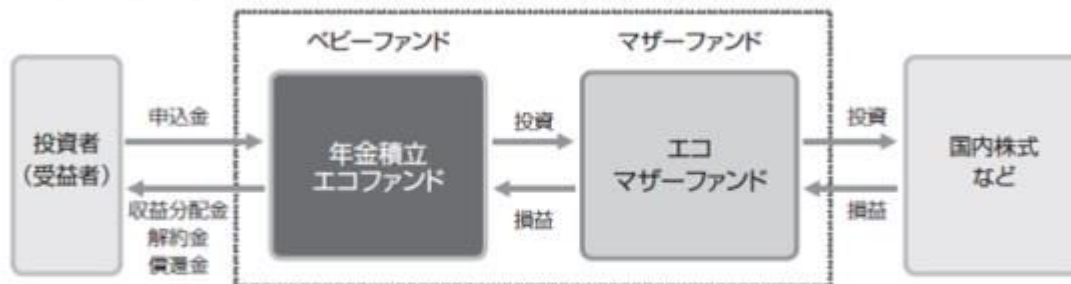 ベビーファンド
マザーファンド
投資者
（受益者）
申込金
収益分配金
解約金
償還金
年金積立
エコファンド
投資
損益
エコ
マザーファンド
投資
損益
国内株式
など